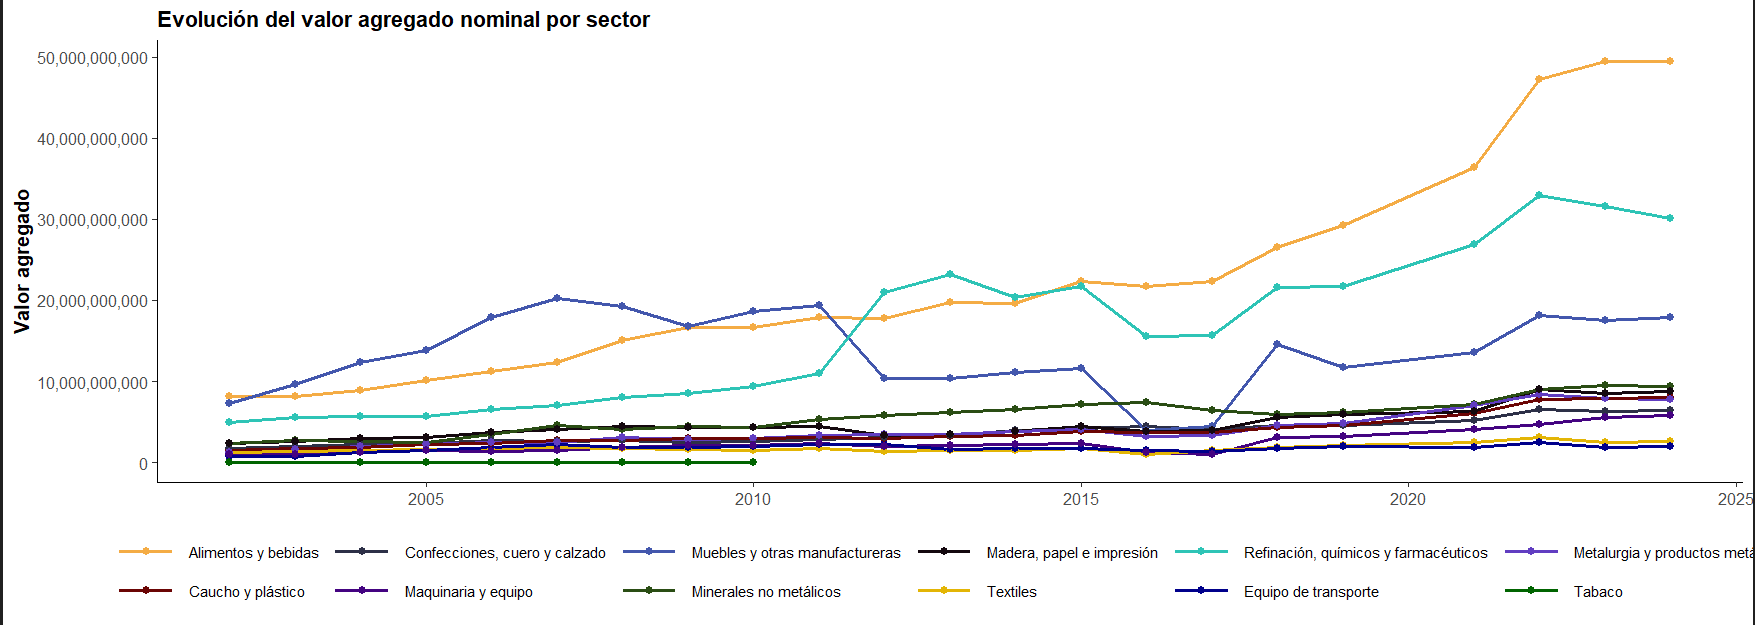 Evolución del valor agregado nominal por sector
Valor agregado
50,000,000,000
40,000,000,000
30,000,000,000
20,000,000,000
10,000,000,000
0
2005 2010 2015 2020 2025
Alimentos y bebidas Confecciones, cuero y calzado Muebles y otras manufactureras Madera, papel e impresión Refinación, químicos y farmacéuticos Metalurgia y productos metá
Caucho y plástico Maquinaria y equipo Minerales no metálicos Textiles Equipo de transporte Tabaco